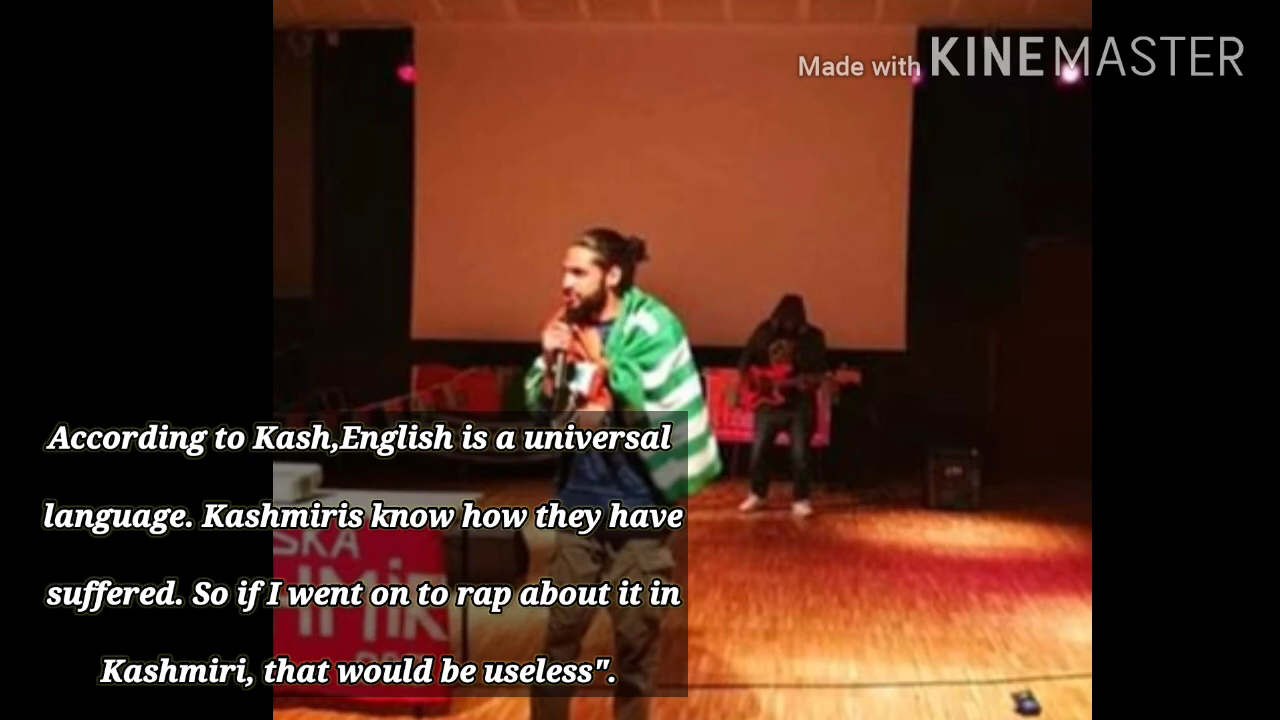 Made with KINEMASTER
According to Kash,English is a universal
language. Kashmiris know how they have
suffered. So if I went on to rap about it in
Kashmiri, that would be useless".
SKA